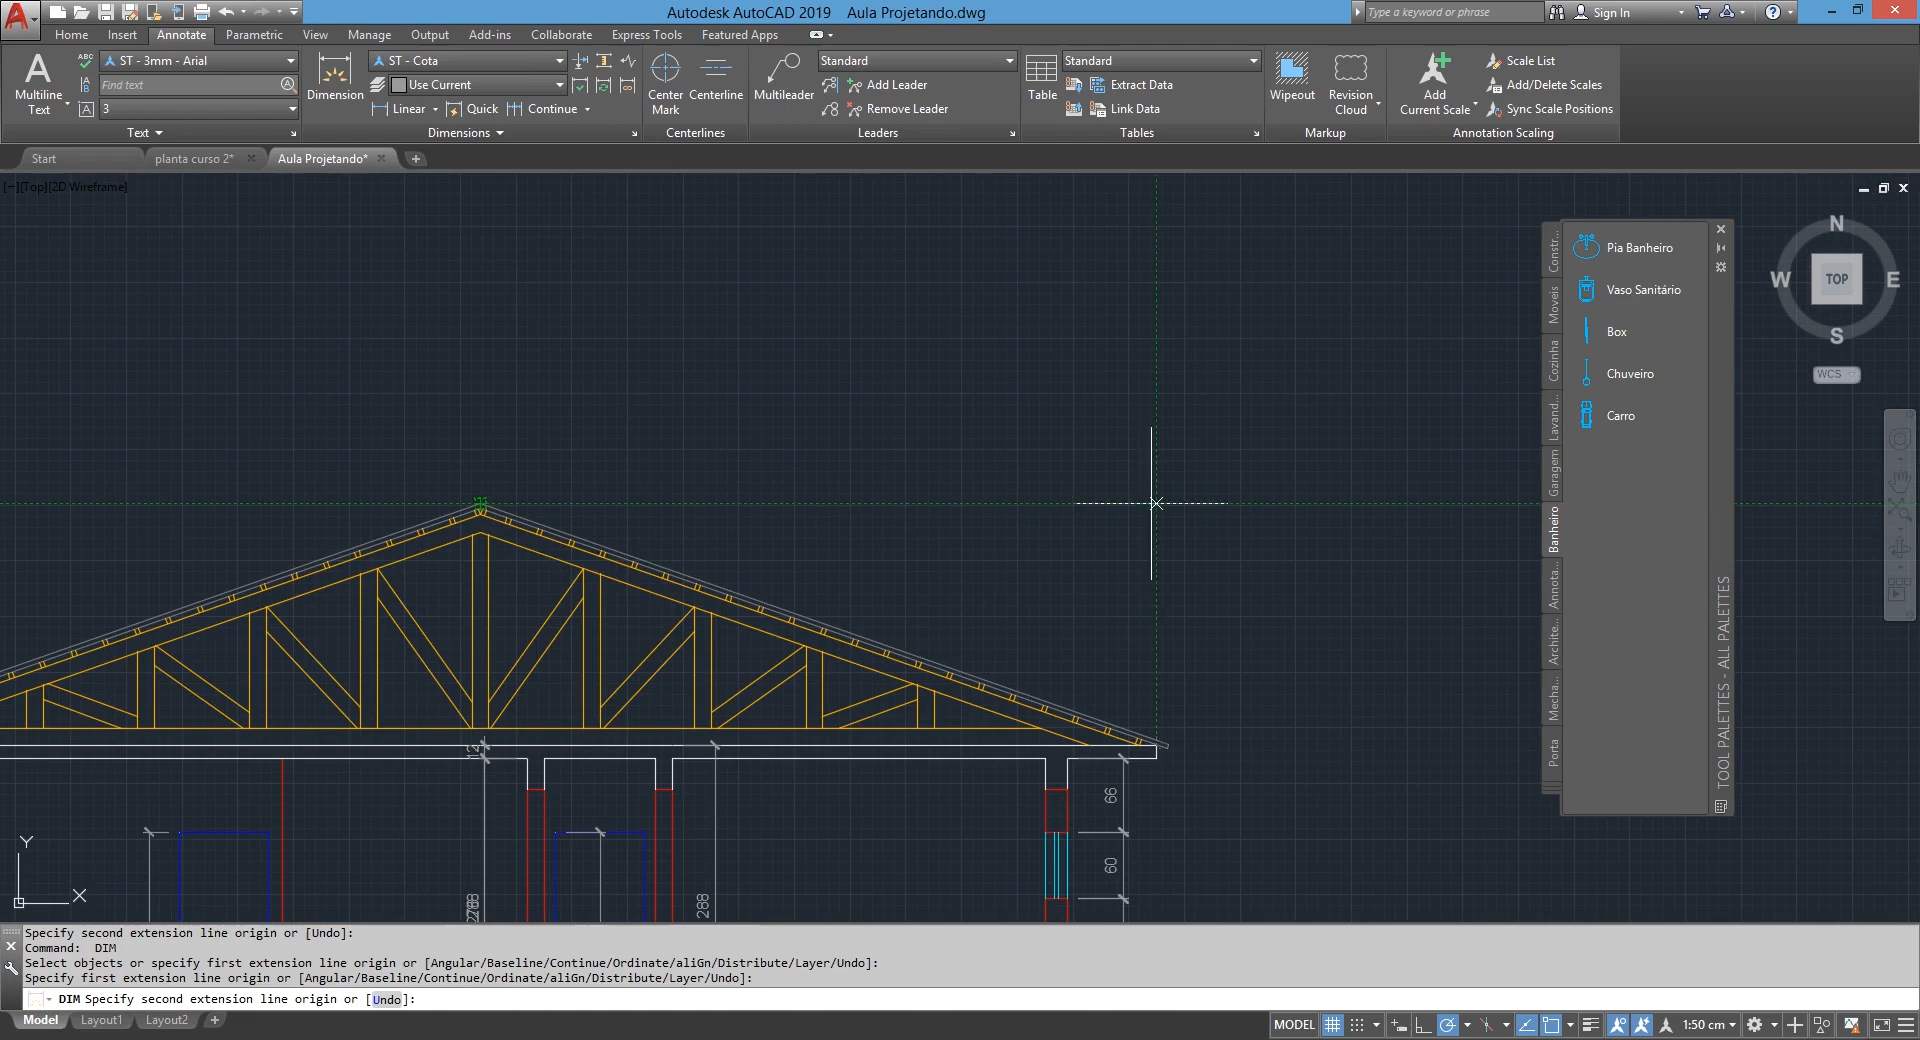 Autodesk AutoCAD 2019 Aula Projetando.dwg
Type a keyword or phrase
Sign In
Home Insert Annotate Parametric View Manage Output Add-ins Collaborate Express Tools Featured Apps
Multiline Text
ABC
ST - 3mm - Arial
Find text
3
Text
Dimension
ST - Cota
Use Current
Linear Quick Continue
Dimensions
Center Mark
Centerline
Centerlines
Multileader
Standard
Add Leader
Remove Leader
Leaders
Table
Standard
Extract Data
Link Data
Tables
Wipeout
Revision Cloud
Markup
Add Current Scale
Scale List
Add/Delete Scales
Sync Scale Positions
Annotation Scaling
Start
planta curso 2*
Aula Projetando*
[−][Top][2D Wireframe]
N
W TOP E
S
WCS
Constr...
Moveis
Cozinha
Lavand...
Garagem
Banheiro
Annota...
Archite...
Mecha...
Porta
Pia Banheiro
Vaso Sanitário
Box
Chuveiro
Carro
TOOL PALETTES - ALL PALETTES
12
66
60
288
Y
X
Specify second extension line origin or [Undo]:
Command: DIM
Select objects or specify first extension line origin or [Angular/Baseline/Continue/Ordinate/aliGn/Distribute/Layer/Undo]:
Specify first extension line origin or [Angular/Baseline/Continue/Ordinate/aliGn/Distribute/Layer/Undo]:
DIM Specify second extension line origin or [Undo]:
Model Layout1 Layout2
MODEL
1:50 cm